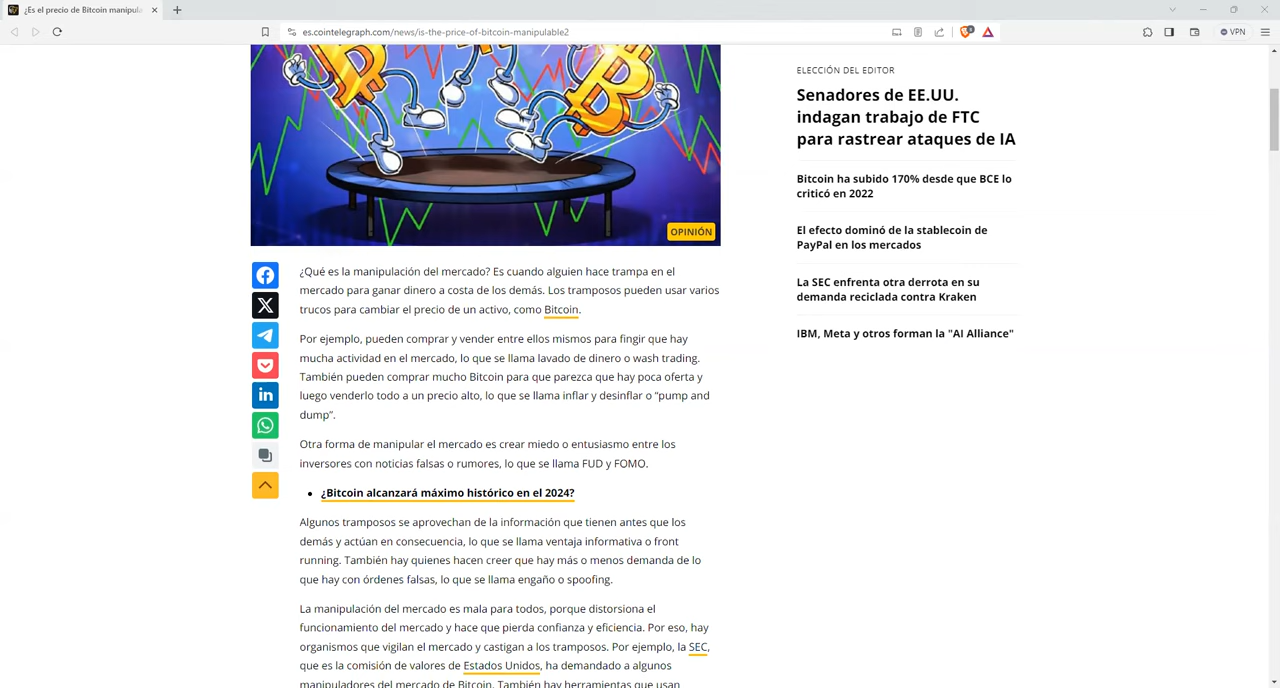 ¿Es el precio de Bitcoin manipula
es.cointelegraph.com/news/is-the-price-of-bitcoin-manipulable2
VPN
OPINIÓN
¿Qué es la manipulación del mercado? Es cuando alguien hace trampa en el
mercado para ganar dinero a costa de los demás. Los tramposos pueden usar varios
trucos para cambiar el precio de un activo, como Bitcoin.
Por ejemplo, pueden comprar y vender entre ellos mismos para fingir que hay
mucha actividad en el mercado, lo que se llama lavado de dinero o wash trading.
También pueden comprar mucho Bitcoin para que parezca que hay poca oferta y
luego venderlo todo a un precio alto, lo que se llama inflar y desinflar o “pump and
dump”.
Otra forma de manipular el mercado es crear miedo o entusiasmo entre los
inversores con noticias falsas o rumores, lo que se llama FUD y FOMO.
• ¿Bitcoin alcanzará máximo histórico en el 2024?
Algunos tramposos se aprovechan de la información que tienen antes que los
demás y actúan en consecuencia, lo que se llama ventaja informativa o front
running. También hay quienes hacen creer que hay más o menos demanda de lo
que hay con órdenes falsas, lo que se llama engaño o spoofing.
La manipulación del mercado es mala para todos, porque distorsiona el
funcionamiento del mercado y hace que pierda confianza y eficiencia. Por eso, hay
organismos que vigilan el mercado y castigan a los tramposos. Por ejemplo, la SEC,
que es la comisión de valores de Estados Unidos, ha demandado a algunos
manipuladores del mercado de Bitcoin. También hay herramientas que usan
ELECCIÓN DEL EDITOR
Senadores de EE.UU.
indagan trabajo de FTC
para rastrear ataques de IA
Bitcoin ha subido 170% desde que BCE lo
criticó en 2022
El efecto dominó de la stablecoin de
PayPal en los mercados
La SEC enfrenta otra derrota en su
demanda reciclada contra Kraken
IBM, Meta y otros forman la "AI Alliance"